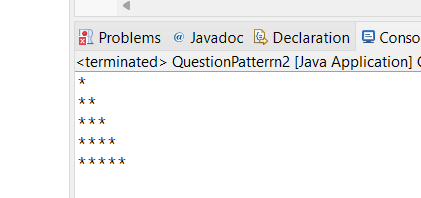 Problems @ Javadoc Declaration Conso
<terminated> QuestionPatterrn2 [Java Application] C
*
**
***
****
*****